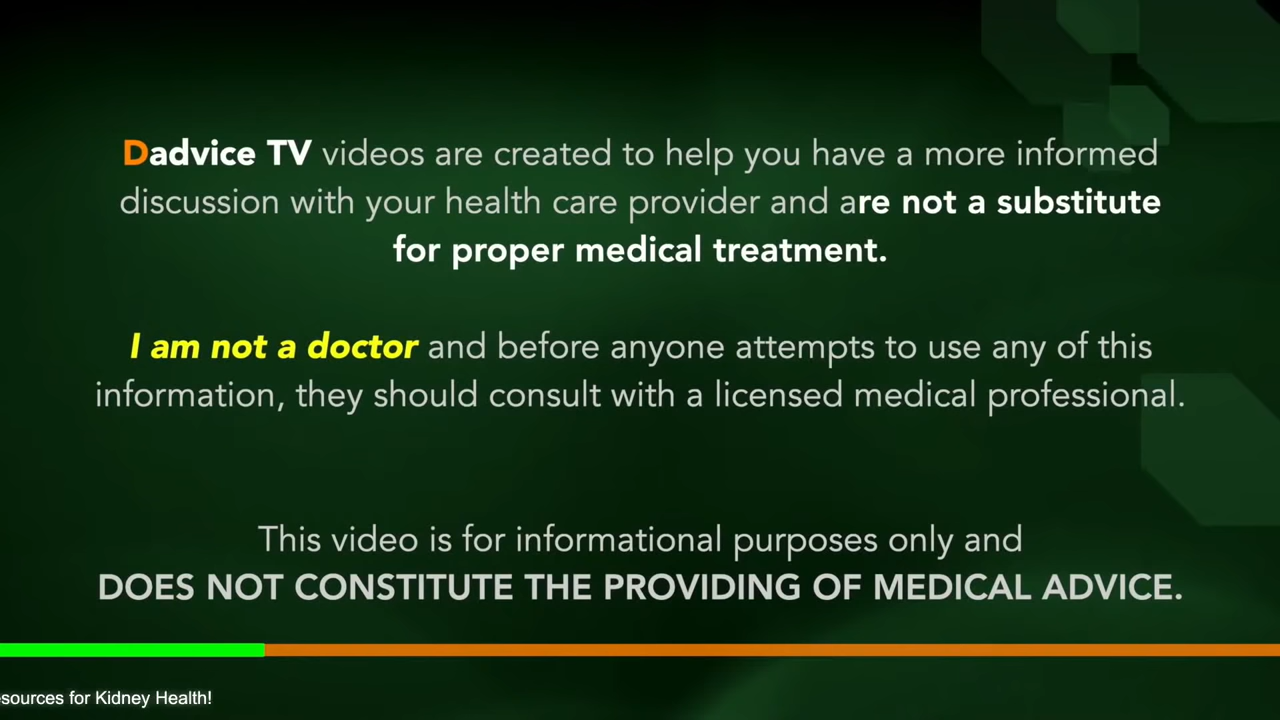 Dadvice TV videos are created to help you have a more informed
discussion with your health care provider and are not a substitute
for proper medical treatment.
I am not a doctor and before anyone attempts to use any of this
information, they should consult with a licensed medical professional.
This video is for informational purposes only and
DOES NOT CONSTITUTE THE PROVIDING OF MEDICAL ADVICE.
esources for Kidney Health!